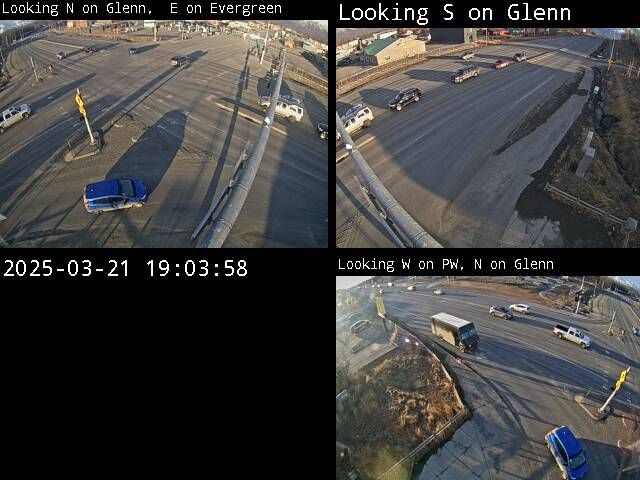 Looking N on Glenn,  E on Evergreen
Looking S on Glenn
2025-03-21 19:03:58
Looking W on PW, N on Glenn